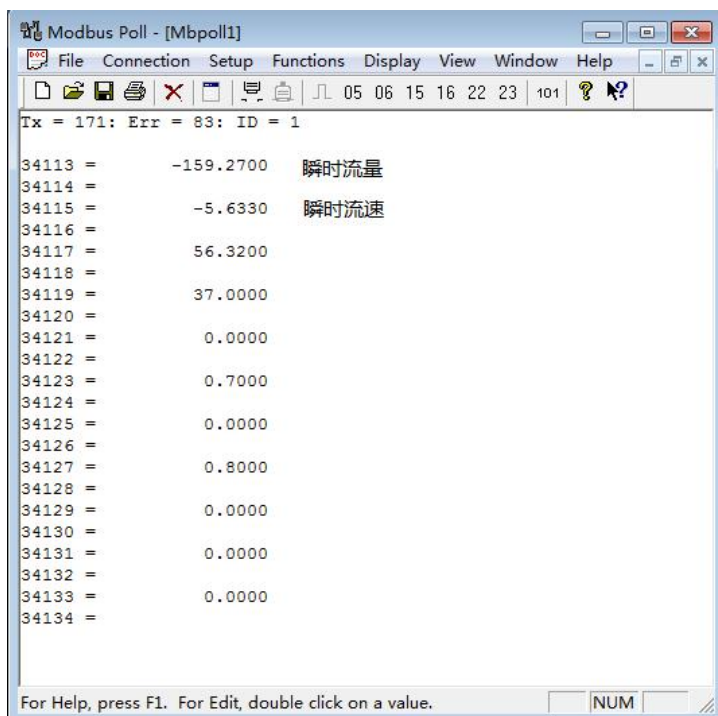 Modbus Poll - [Mbpoll1]
File Connection Setup Functions Display View Window Help
05 06 15 16 22 23 101
Tx = 171: Err = 83: ID = 1
34113 = -159.2700 瞬时流量
34114 =
34115 = -5.6330 瞬时流速
34116 =
34117 = 56.3200
34118 =
34119 = 37.0000
34120 =
34121 = 0.0000
34122 =
34123 = 0.7000
34124 =
34125 = 0.0000
34126 =
34127 = 0.8000
34128 =
34129 = 0.0000
34130 =
34131 = 0.0000
34132 =
34133 = 0.0000
34134 =
For Help, press F1. For Edit, double click on a value. NUM